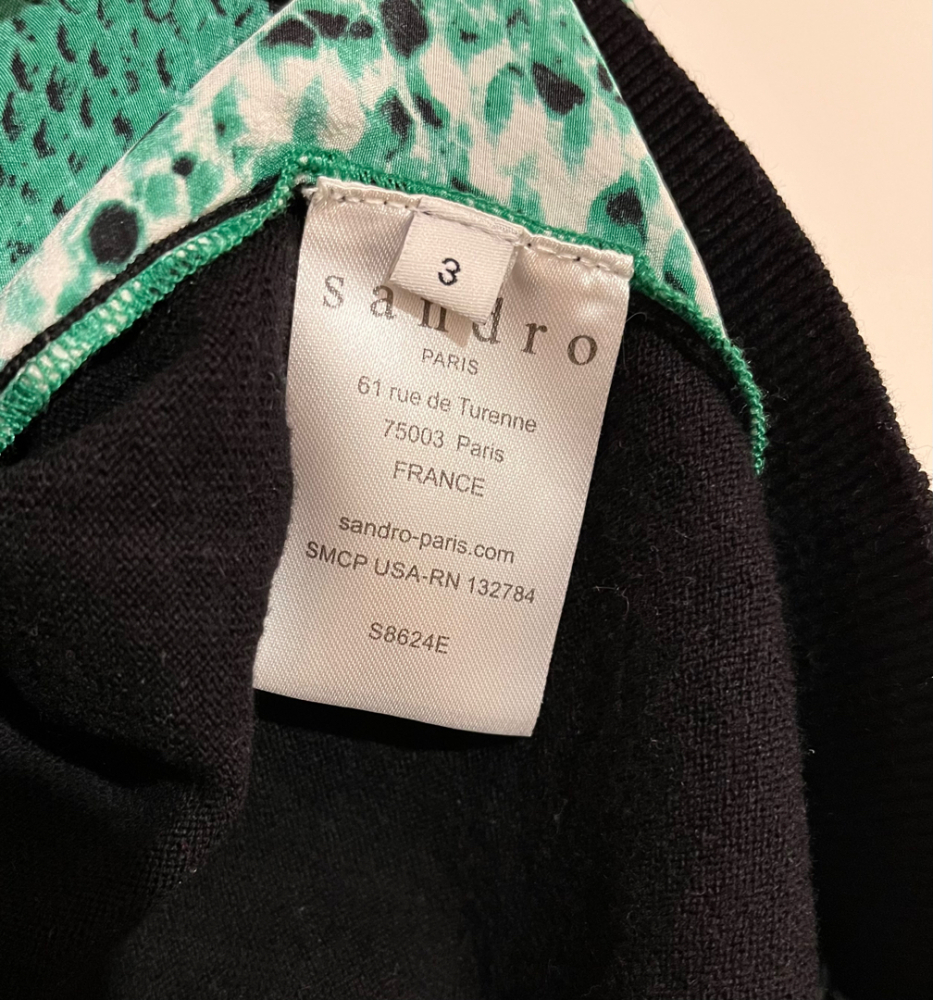 3
sandro
PARIS
61 rue de Turenne
75003 Paris
FRANCE
sandro-paris.com
SMCP USA-RN 132784
S8624E